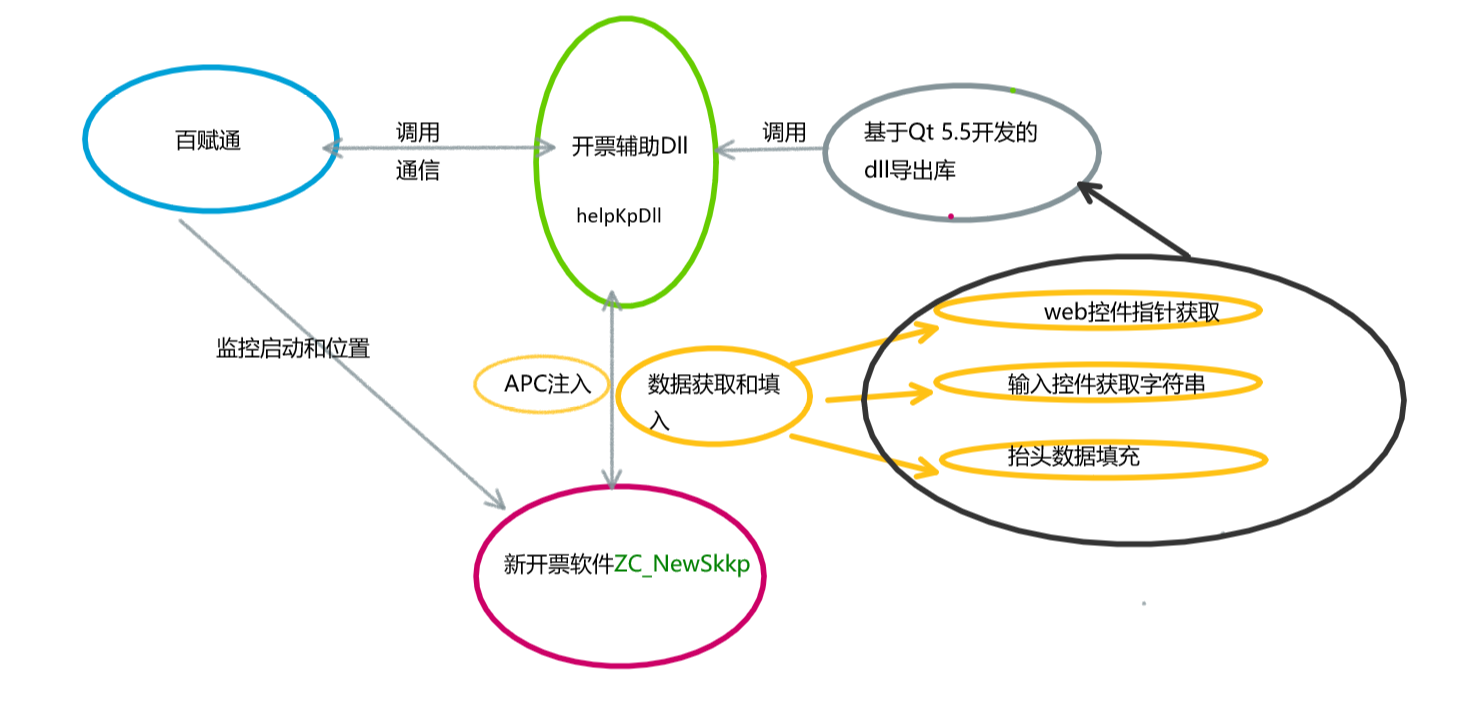 百赋通
调用
通信
开票辅助Dll
helpKpDll
调用
基于Qt 5.5开发的
dll导出库
监控启动和位置
APC注入
数据获取和填
入
web控件指针获取
输入控件获取字符串
抬头数据填充
新开票软件ZC_NewSkkp